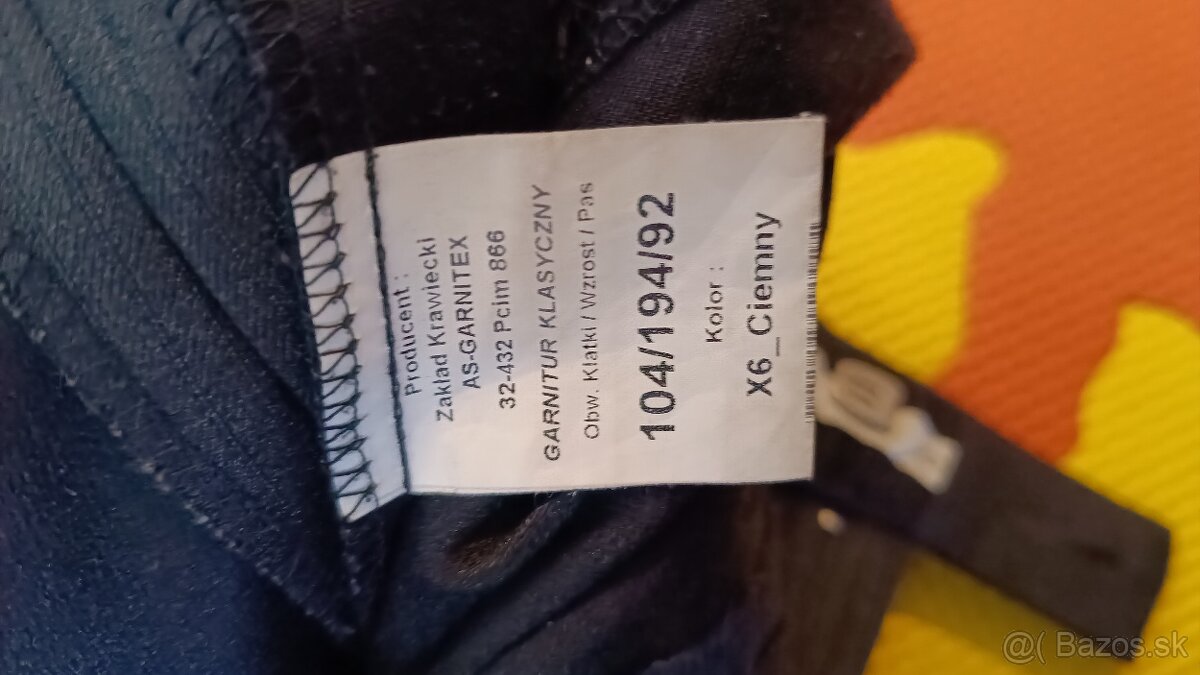 Producent :
Zakład Krawiecki
AS-GARNITEX
32-432 Pcim 866
GARNITUR KLASYCZNY
Obw. Klatki / Wzrost / Pas
104/194/92
Kolor :
X6_Ciemny
Bazos.sk